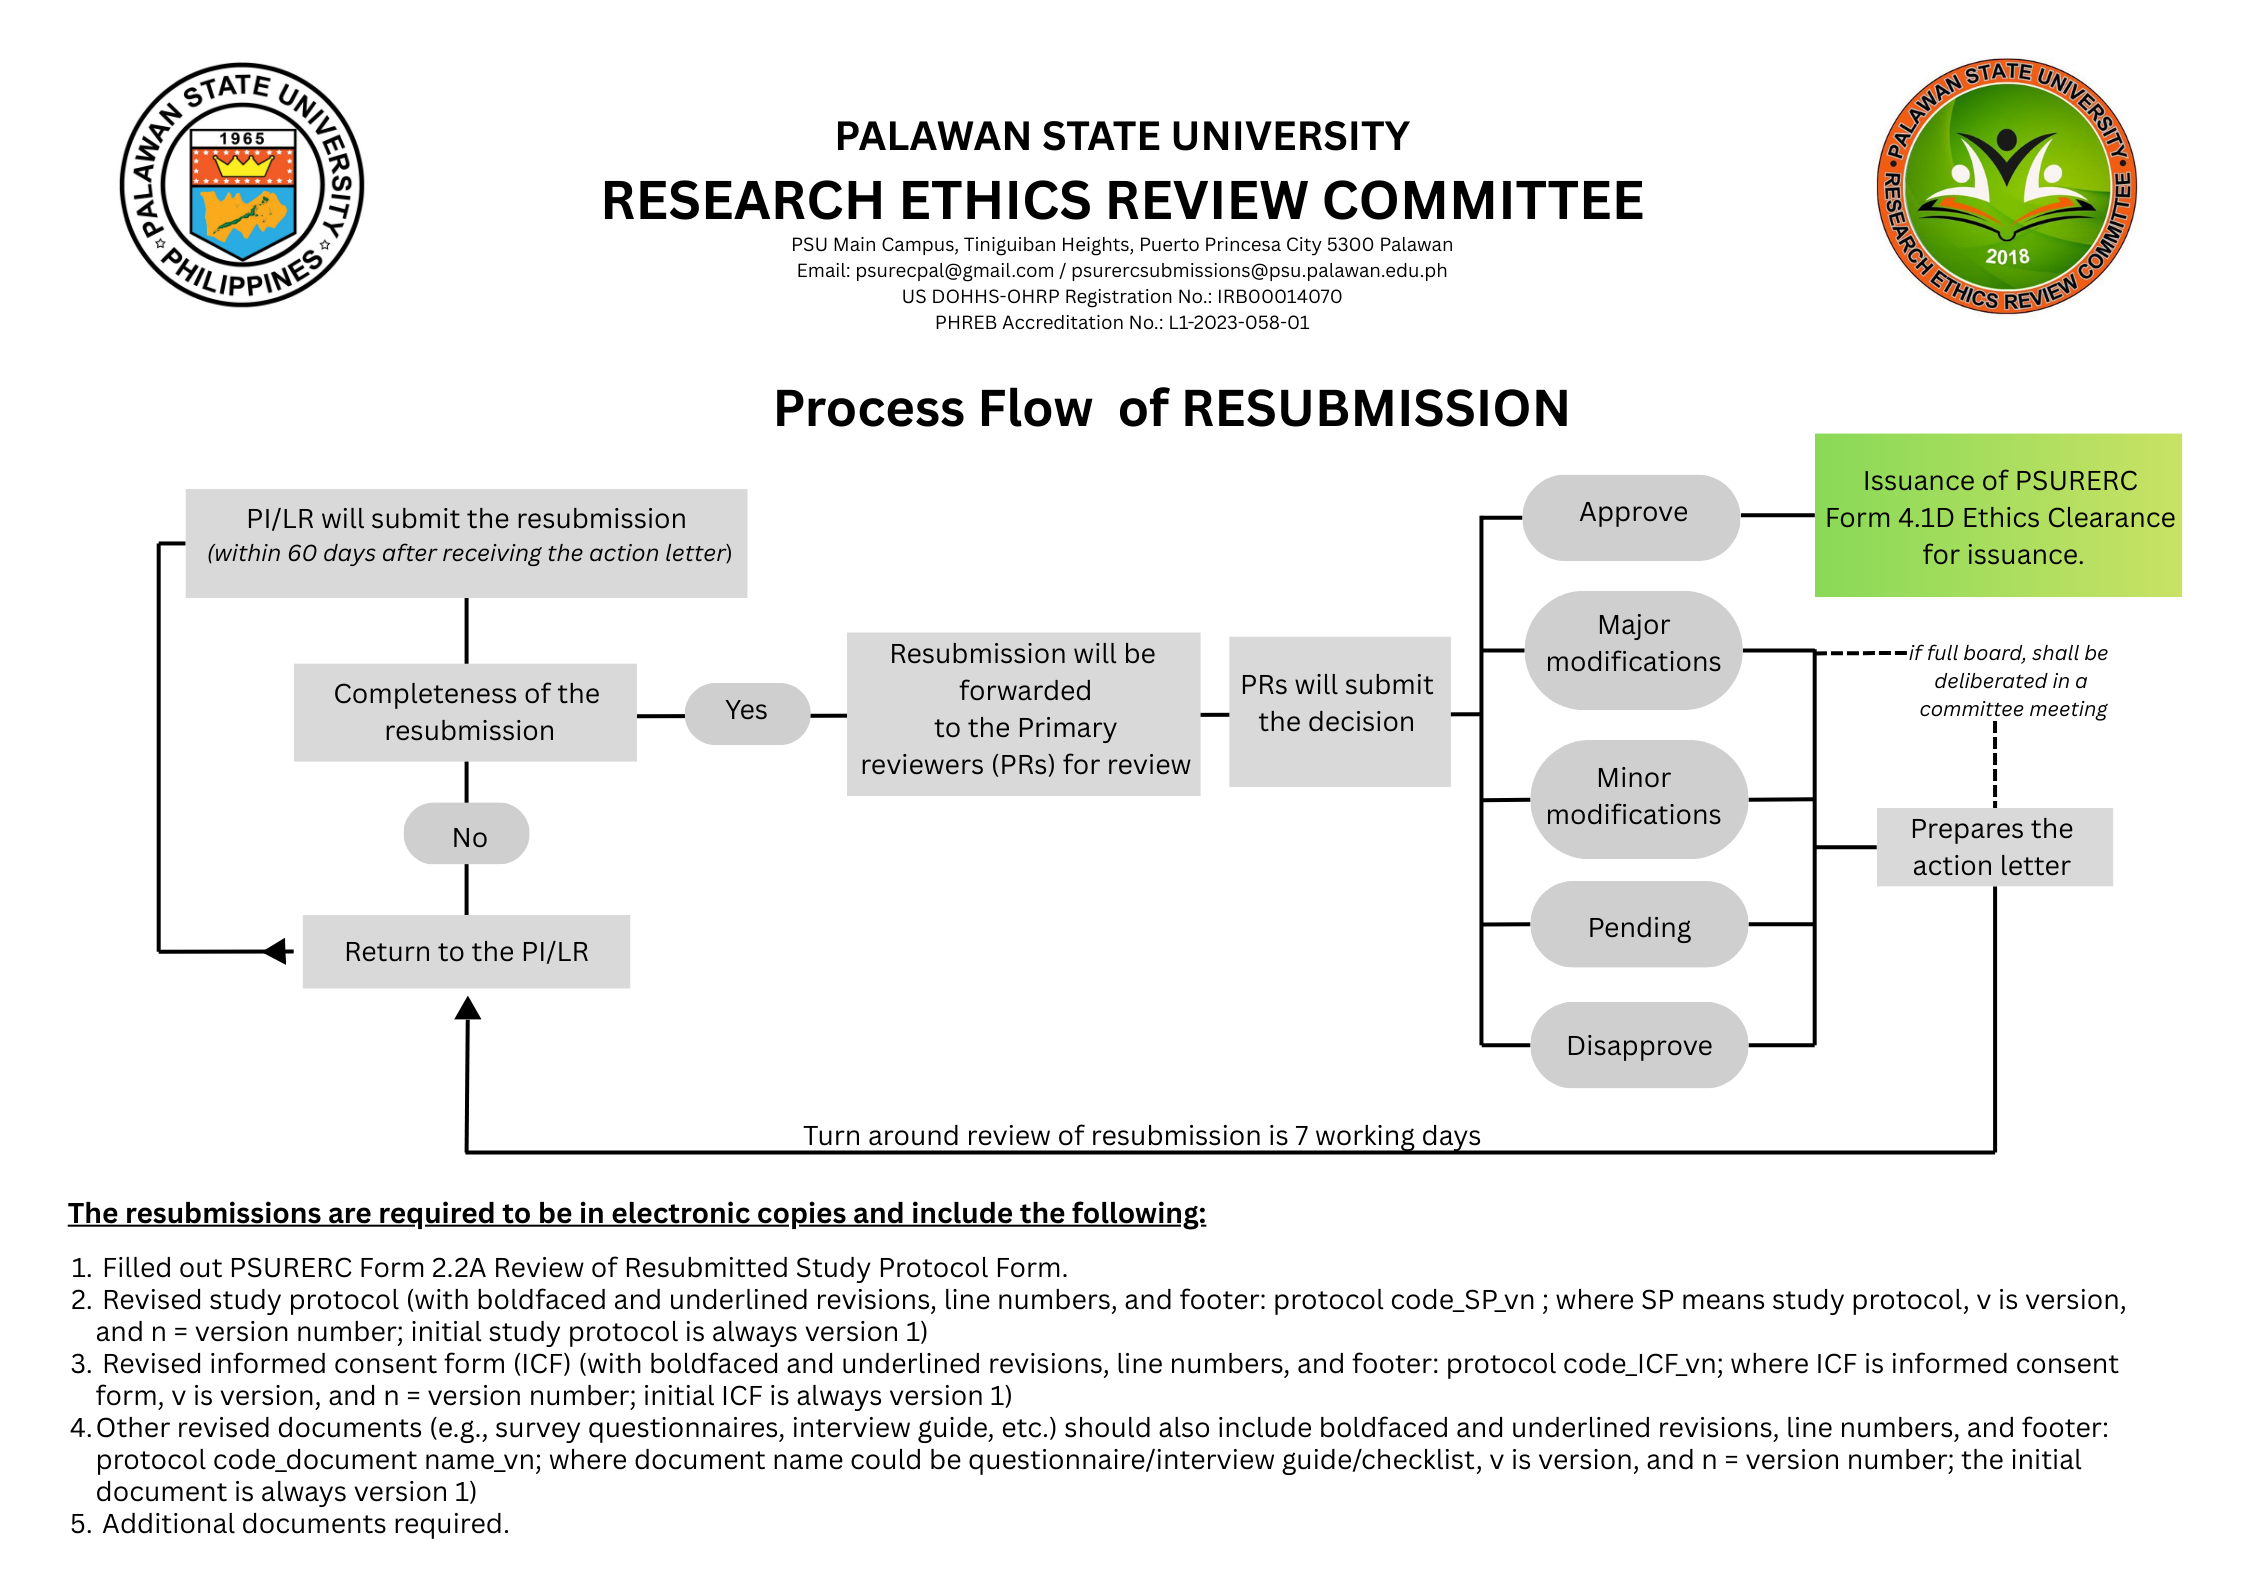 PALAWAN STATE UNIVERSITY
PHILIPPINES
1965
PALAWAN STATE UNIVERSITY
RESEARCH ETHICS REVIEW COMMITTEE
PSU Main Campus, Tiniguiban Heights, Puerto Princesa City 5300 Palawan
Email: psurecpal@gmail.com / psurercsubmissions@psu.palawan.edu.ph
US DOHHS-OHRP Registration No.: IRB00014070
PHREB Accreditation No.: L1-2023-058-01
PALAWAN STATE UNIVERSITY
RESEARCH ETHICS REVIEW COMMITTEE
2018
Process Flow of RESUBMISSION
PI/LR will submit the resubmission
(within 60 days after receiving the action letter)
Completeness of the
resubmission
Yes
No
Return to the PI/LR
Resubmission will be
forwarded
to the Primary
reviewers (PRs) for review
PRs will submit
the decision
Approve
Major
modifications
Minor
modifications
Pending
Disapprove
Issuance of PSURERC
Form 4.1D Ethics Clearance
for issuance.
if full board, shall be
deliberated in a
committee meeting
Prepares the
action letter
Turn around review of resubmission is 7 working days
The resubmissions are required to be in electronic copies and include the following:
1. Filled out PSURERC Form 2.2A Review of Resubmitted Study Protocol Form.
2. Revised study protocol (with boldfaced and underlined revisions, line numbers, and footer: protocol code_SP_vn ; where SP means study protocol, v is version,
and n = version number; initial study protocol is always version 1)
3. Revised informed consent form (ICF) (with boldfaced and underlined revisions, line numbers, and footer: protocol code_ICF_vn; where ICF is informed consent
form, v is version, and n = version number; initial ICF is always version 1)
4. Other revised documents (e.g., survey questionnaires, interview guide, etc.) should also include boldfaced and underlined revisions, line numbers, and footer:
protocol code_document name_vn; where document name could be questionnaire/interview guide/checklist, v is version, and n = version number; the initial
document is always version 1)
5. Additional documents required.